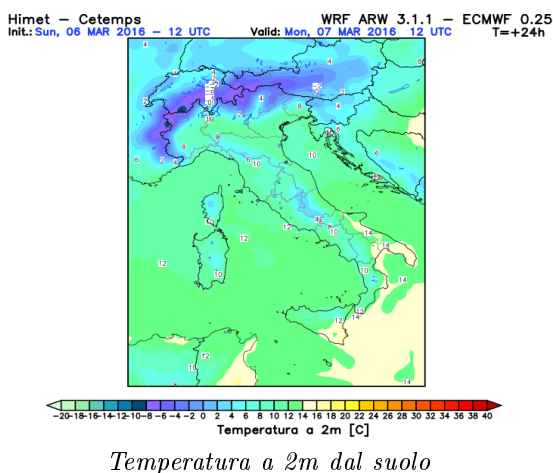 Himet – Cetemps WRF ARW 3.1.1 – ECMWF 0.25
Init.: Sun, 06 MAR 2016 – 12 UTC Valid: Mon, 07 MAR 2016 12 UTC T=+24h
-20-18-16-14-12-10-8 -6 -4 -2 0 2 4 6 8 10 12 14 16 18 20 22 24 26 28 30 32 34 36 38 40
Temperatura a 2m [C]
Temperatura a 2m dal suolo